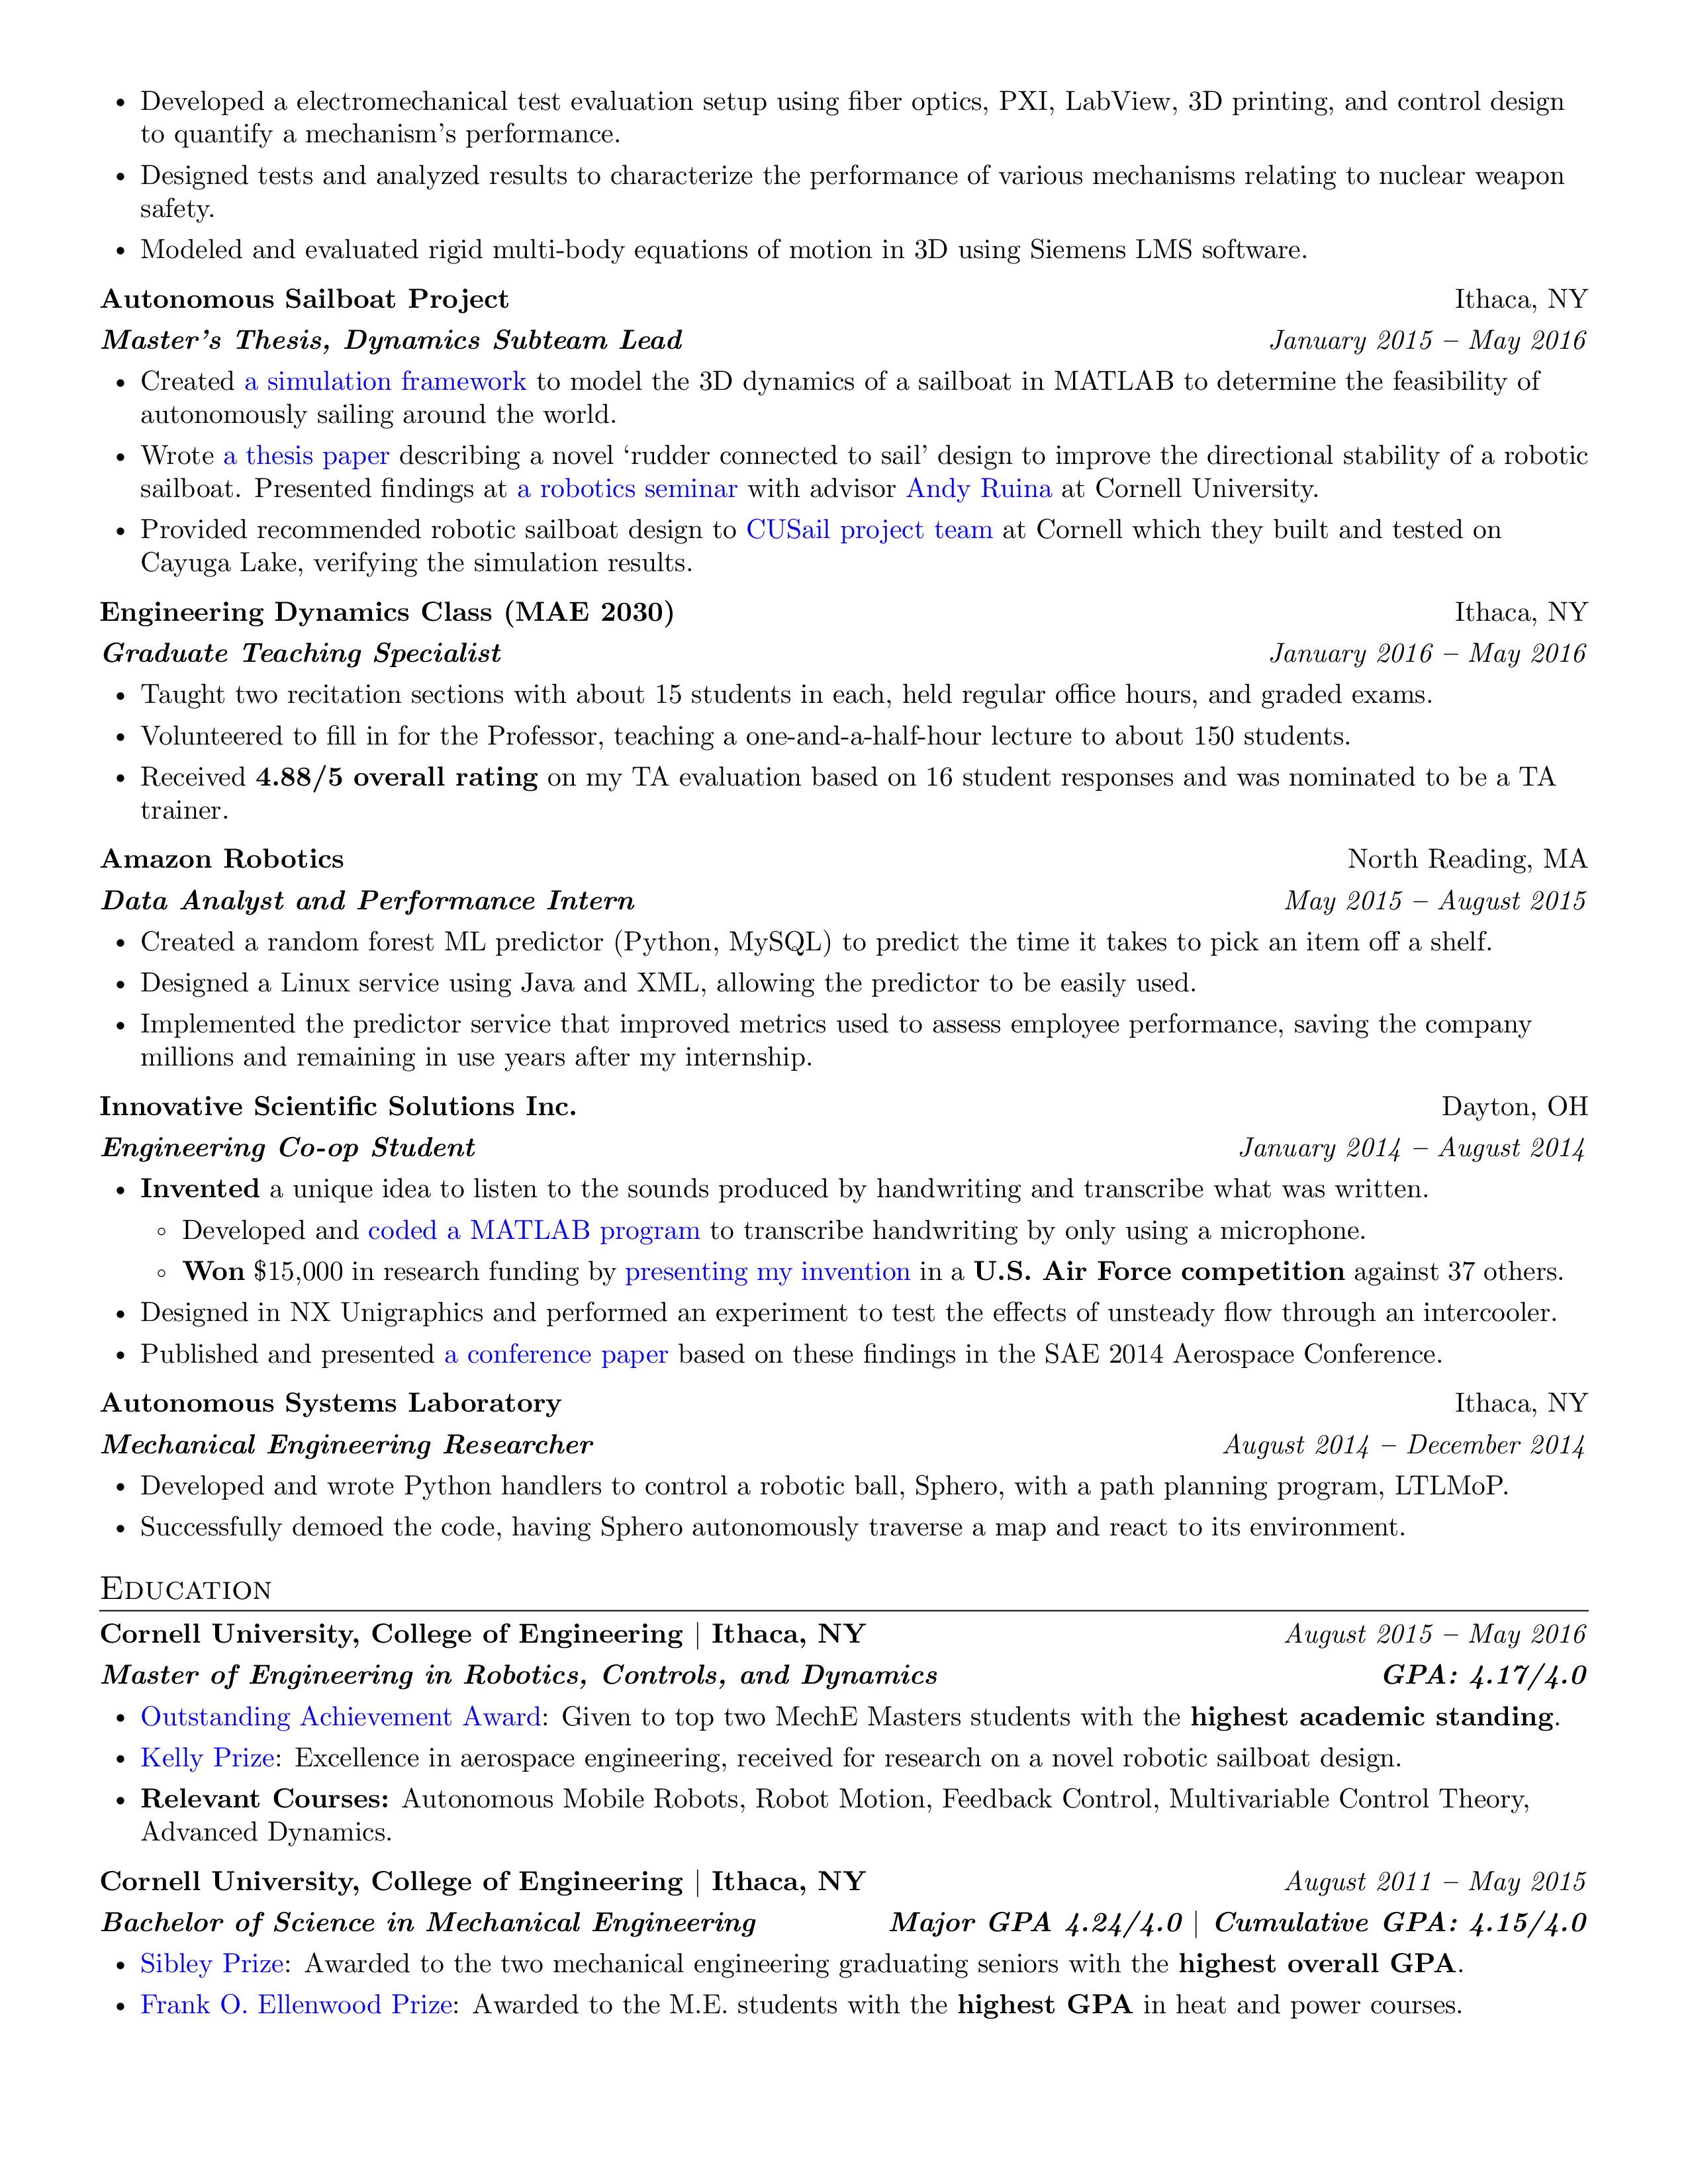 • Developed a electromechanical test evaluation setup using fiber optics, PXI, LabView, 3D printing, and control design
to quantify a mechanism's performance.
• Designed tests and analyzed results to characterize the performance of various mechanisms relating to nuclear weapon
safety.
• Modeled and evaluated rigid multi-body equations of motion in 3D using Siemens LMS software.
Autonomous Sailboat Project Ithaca, NY
Master's Thesis, Dynamics Subteam Lead January 2015 – May 2016
• Created a simulation framework to model the 3D dynamics of a sailboat in MATLAB to determine the feasibility of
autonomously sailing around the world.
• Wrote a thesis paper describing a novel ‘rudder connected to sail’ design to improve the directional stability of a robotic
sailboat. Presented findings at a robotics seminar with advisor Andy Ruina at Cornell University.
• Provided recommended robotic sailboat design to CUSail project team at Cornell which they built and tested on
Cayuga Lake, verifying the simulation results.
Engineering Dynamics Class (MAE 2030) Ithaca, NY
Graduate Teaching Specialist January 2016 – May 2016
• Taught two recitation sections with about 15 students in each, held regular office hours, and graded exams.
• Volunteered to fill in for the Professor, teaching a one-and-a-half-hour lecture to about 150 students.
• Received 4.88/5 overall rating on my TA evaluation based on 16 student responses and was nominated to be a TA
trainer.
Amazon Robotics North Reading, MA
Data Analyst and Performance Intern May 2015 – August 2015
• Created a random forest ML predictor (Python, MySQL) to predict the time it takes to pick an item off a shelf.
• Designed a Linux service using Java and XML, allowing the predictor to be easily used.
• Implemented the predictor service that improved metrics used to assess employee performance, saving the company
millions and remaining in use years after my internship.
Innovative Scientific Solutions Inc. Dayton, OH
Engineering Co-op Student January 2014 – August 2014
• Invented a unique idea to listen to the sounds produced by handwriting and transcribe what was written.
◦ Developed and coded a MATLAB program to transcribe handwriting by only using a microphone.
◦ Won $15,000 in research funding by presenting my invention in a U.S. Air Force competition against 37 others.
• Designed in NX Unigraphics and performed an experiment to test the effects of unsteady flow through an intercooler.
• Published and presented a conference paper based on these findings in the SAE 2014 Aerospace Conference.
Autonomous Systems Laboratory Ithaca, NY
Mechanical Engineering Researcher August 2014 – December 2014
• Developed and wrote Python handlers to control a robotic ball, Sphero, with a path planning program, LTLMoP.
• Successfully demoed the code, having Sphero autonomously traverse a map and react to its environment.
Education
Cornell University, College of Engineering | Ithaca, NY August 2015 – May 2016
Master of Engineering in Robotics, Controls, and Dynamics GPA: 4.17/4.0
• Outstanding Achievement Award: Given to top two MechE Masters students with the highest academic standing.
• Kelly Prize: Excellence in aerospace engineering, received for research on a novel robotic sailboat design.
• Relevant Courses: Autonomous Mobile Robots, Robot Motion, Feedback Control, Multivariable Control Theory,
Advanced Dynamics.
Cornell University, College of Engineering | Ithaca, NY August 2011 – May 2015
Bachelor of Science in Mechanical Engineering Major GPA 4.24/4.0 | Cumulative GPA: 4.15/4.0
• Sibley Prize: Awarded to the two mechanical engineering graduating seniors with the highest overall GPA.
• Frank O. Ellenwood Prize: Awarded to the M.E. students with the highest GPA in heat and power courses.